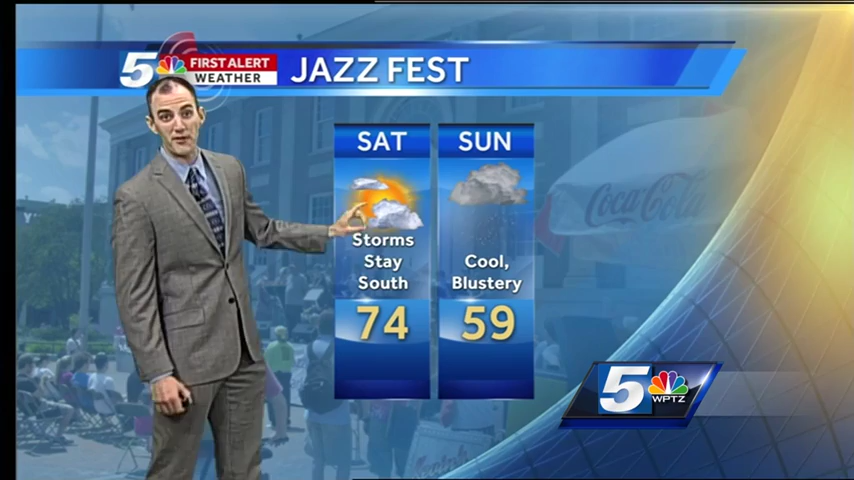 5 FIRST ALERT
WEATHER
JAZZ FEST
SAT
SUN
Coca-Cola
Storms
Stay
South
Cool,
Blustery
74
59
5 WPTZ